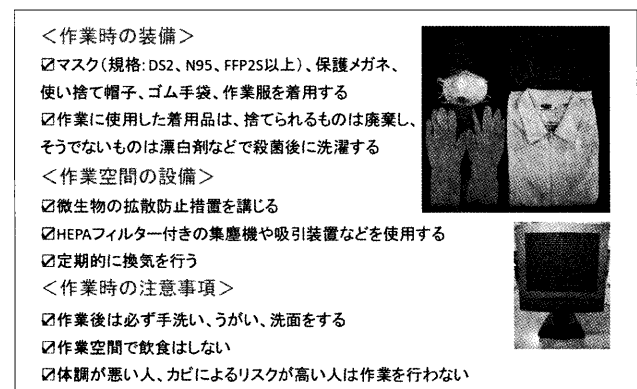 ＜作業時の装備＞
☑マスク（規格：DS2、N95、FFP2S以上）、保護メガネ、
使い捨て帽子、ゴム手袋、作業服を着用する
☑作業に使用した着用品は、捨てられるものは廃棄し、
そうでないものは漂白剤などで殺菌後に洗濯する
＜作業空間の設備＞
☑微生物の拡散防止措置を講じる
☑HEPAフィルター付きの集塵機や吸引装置などを使用する
☑定期的に換気を行う
＜作業時の注意事項＞
☑作業後は必ず手洗い、うがい、洗面をする
☑作業空間で飲食はしない
☑体調が悪い人、カビによるリスクが高い人は作業を行わない